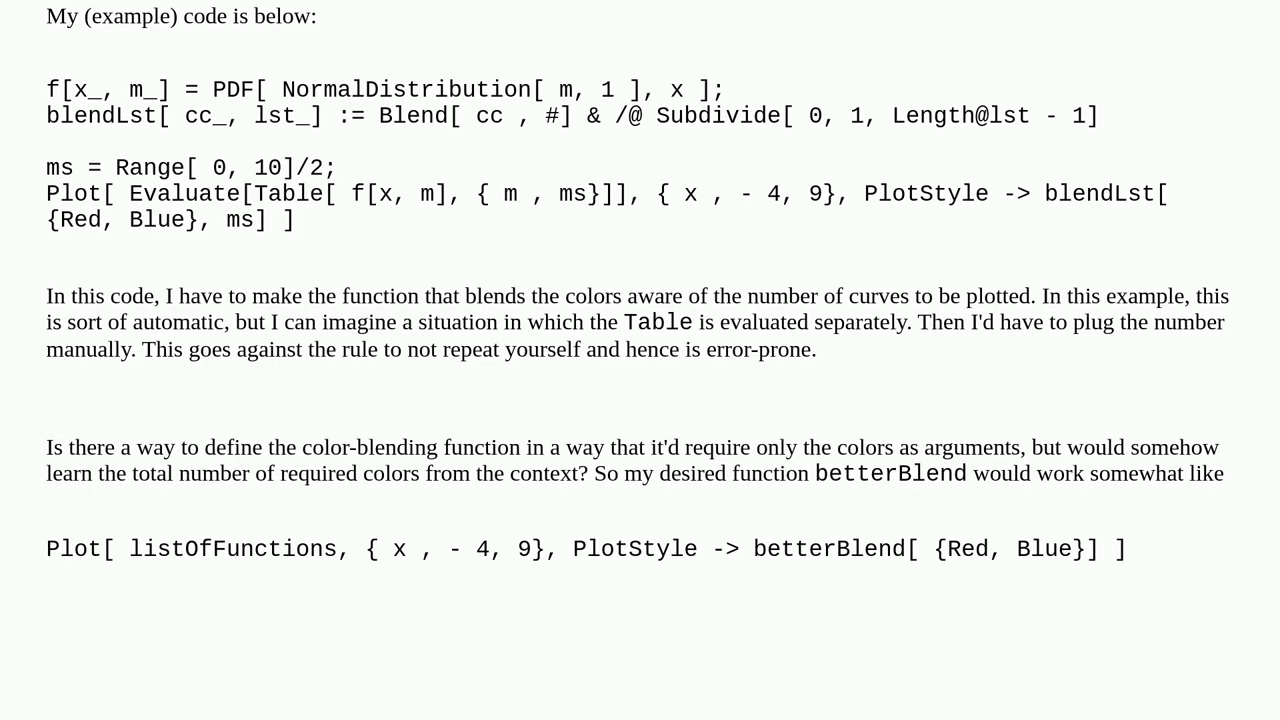 My (example) code is below:
f[x_, m_] = PDF[ NormalDistribution[ m, 1 ], x ];
blendLst[ cc_, lst_] := Blend[ cc , #] & /@ Subdivide[ 0, 1, Length@lst - 1]
ms = Range[ 0, 10]/2;
Plot[ Evaluate[Table[ f[x, m], { m , ms}]], { x , - 4, 9}, PlotStyle -> blendLst[
{Red, Blue}, ms] ]
In this code, I have to make the function that blends the colors aware of the number of curves to be plotted. In this example, this
is sort of automatic, but I can imagine a situation in which the Table is evaluated separately. Then I'd have to plug the number
manually. This goes against the rule to not repeat yourself and hence is error-prone.
Is there a way to define the color-blending function in a way that it'd require only the colors as arguments, but would somehow
learn the total number of required colors from the context? So my desired function betterBlend would work somewhat like
Plot[ listOfFunctions, { x , - 4, 9}, PlotStyle -> betterBlend[ {Red, Blue}] ]